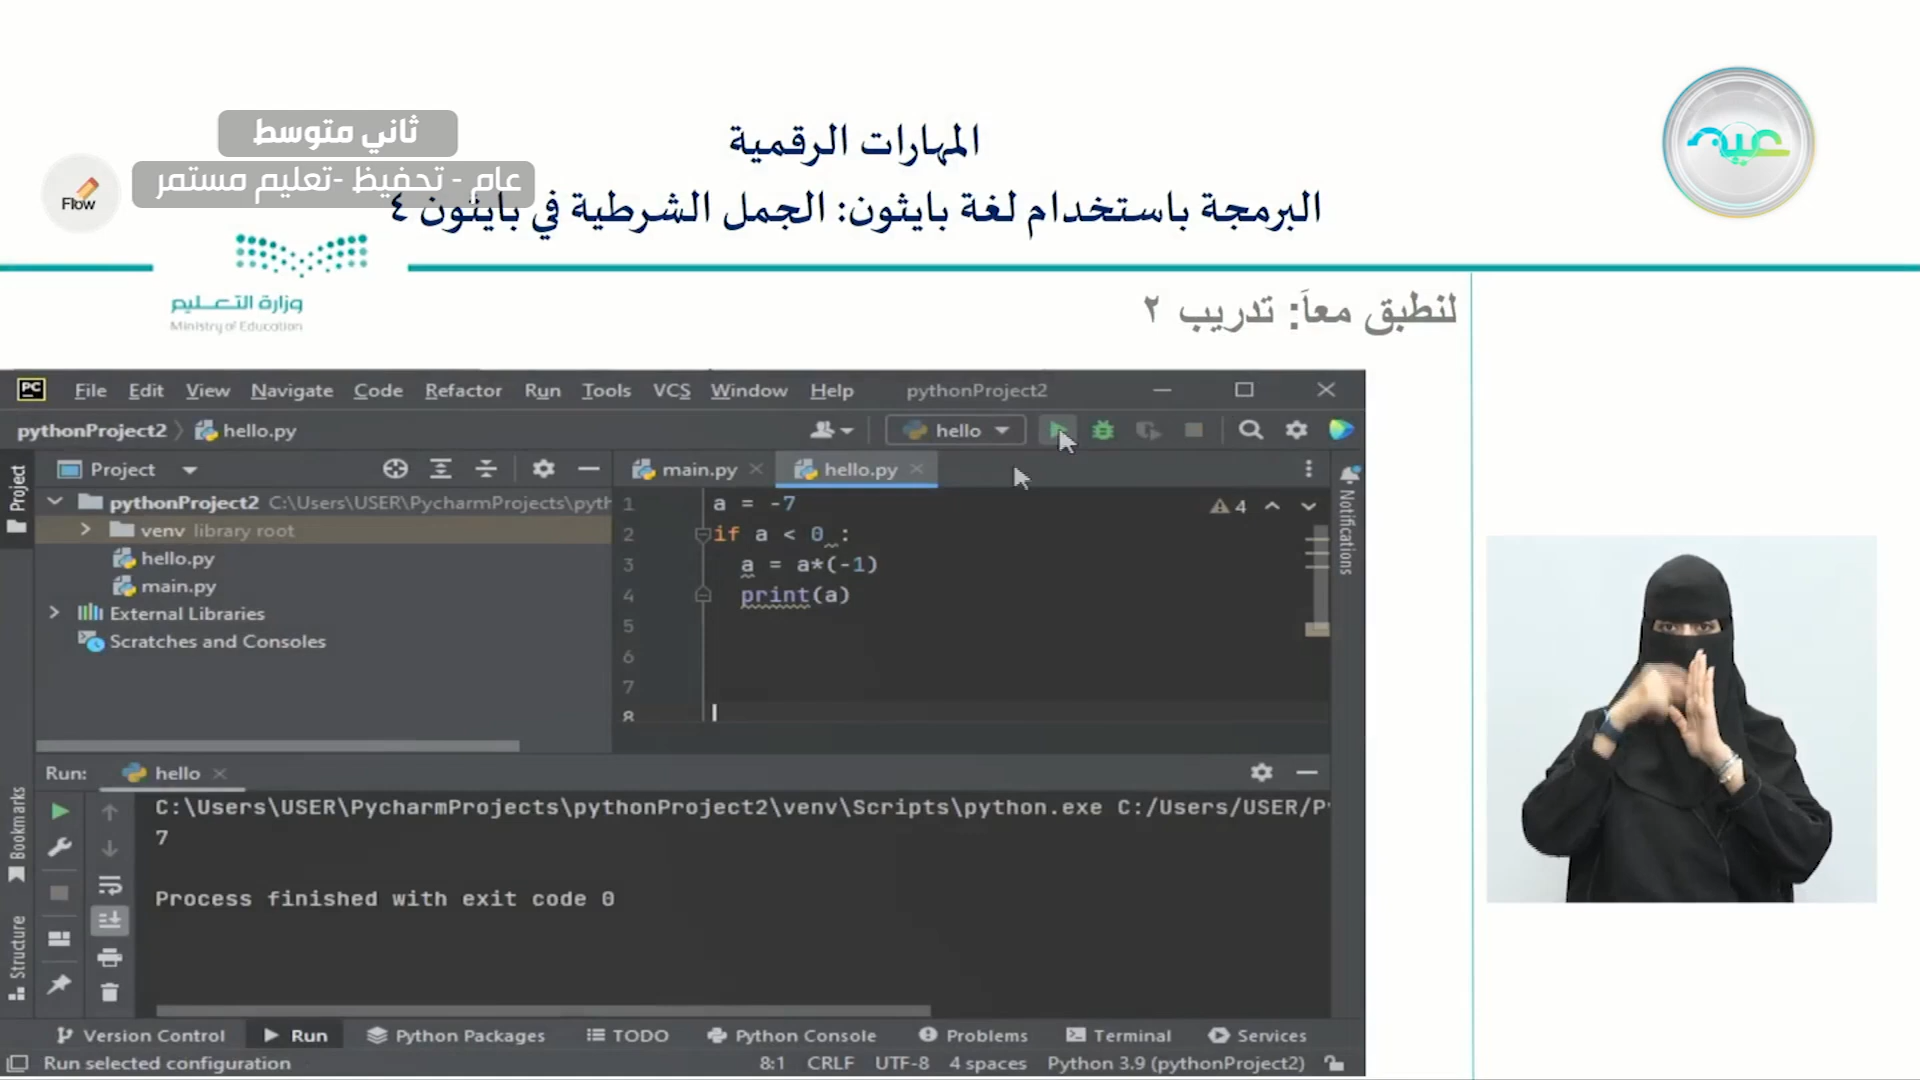 ثاني متوسط
عام - تحفيظ -تعليم مستمر
Flow
المهارات الرقمية
البرمجة باستخدام لغة بايثون: الجمل الشرطية في بايثون ٤
عين
وزارة التعليم
Ministry of Education
لنطبق معاً: تدريب ٢
PC File Edit View Navigate Code Refactor Run Tools VCS Window Help pythonProject2
pythonProject2 hello.py hello
Project main.py hello.py
Project
pythonProject2 C:\Users\USER\PycharmProjects\pyth
venv library root
hello.py
main.py
External Libraries
Scratches and Consoles
1 a = -7
2 if a < 0 :
3 a = a*(-1)
4 print(a)
5
6
7
8
4
Notifications
Run: hello
C:\Users\USER\PycharmProjects\pythonProject2\venv\Scripts\python.exe C:/Users/USER/P
7
Process finished with exit code 0
Bookmarks
Structure
Version Control Run Python Packages TODO Python Console Problems Terminal Services
Run selected configuration 8:1 CRLF UTF-8 4 spaces Python 3.9 (pythonProject2)